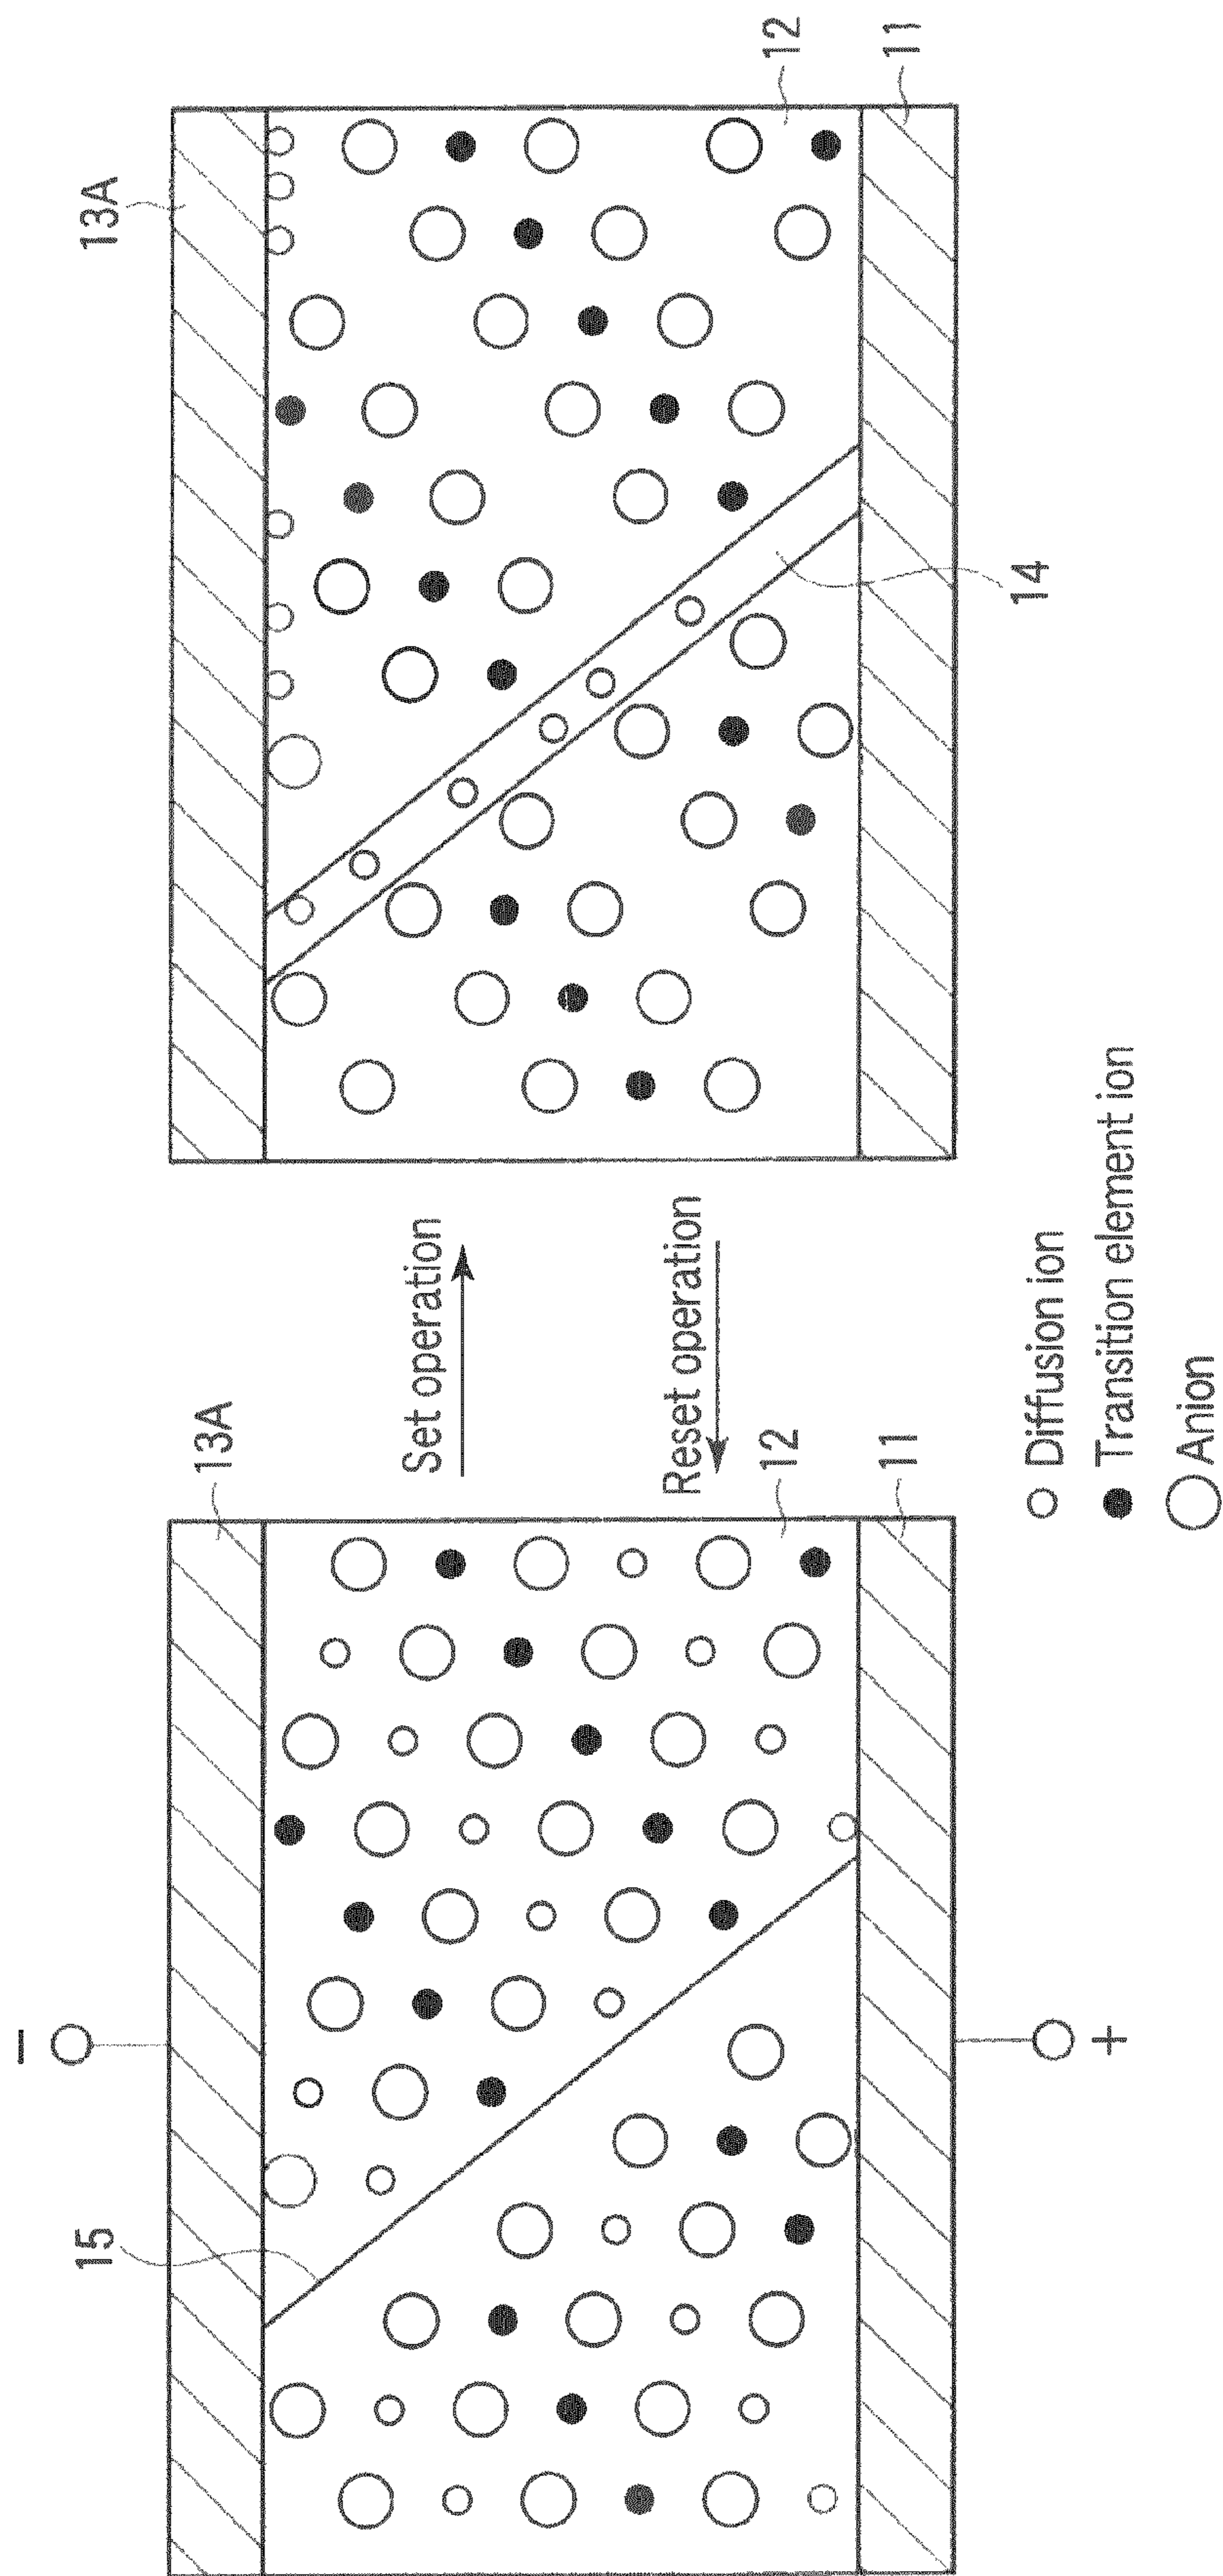 −
13A
15
12
11
+
Set operation
Reset operation
13A
14
12
11
Diffusion ion
Transition element ion
Anion